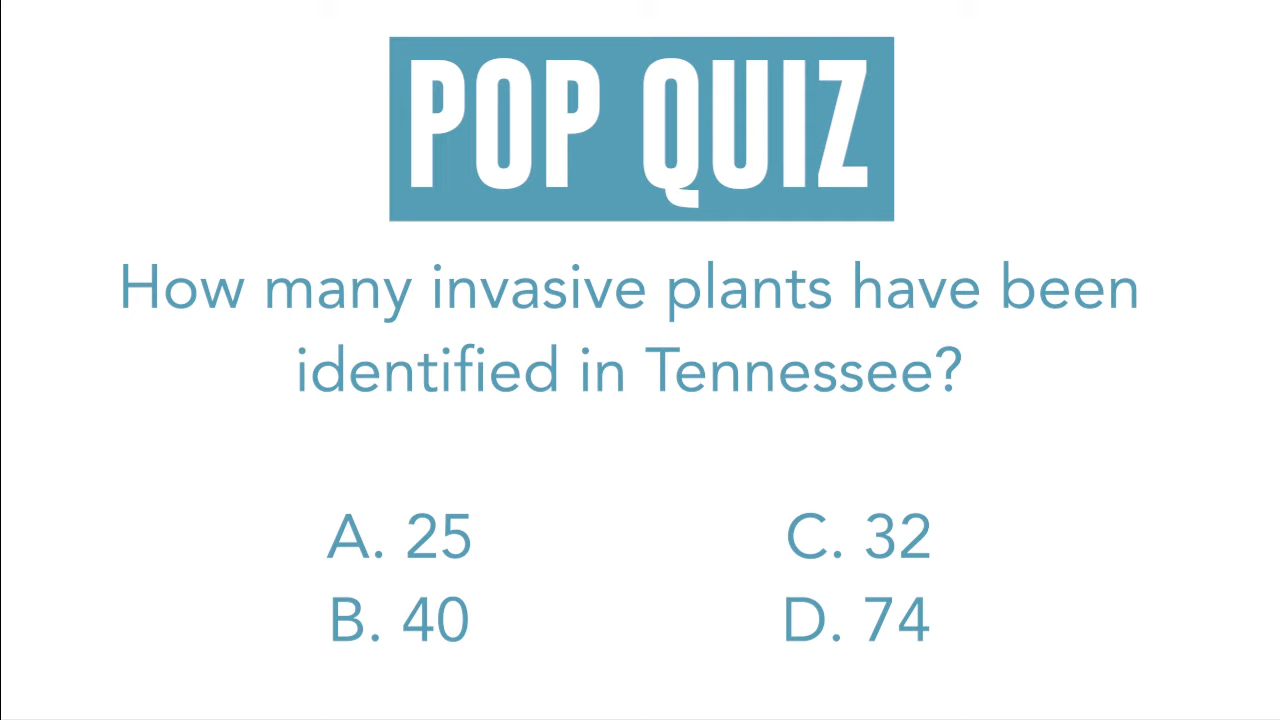 POP QUIZ
How many invasive plants have been
identified in Tennessee?
A. 25
C. 32
B. 40
D. 74